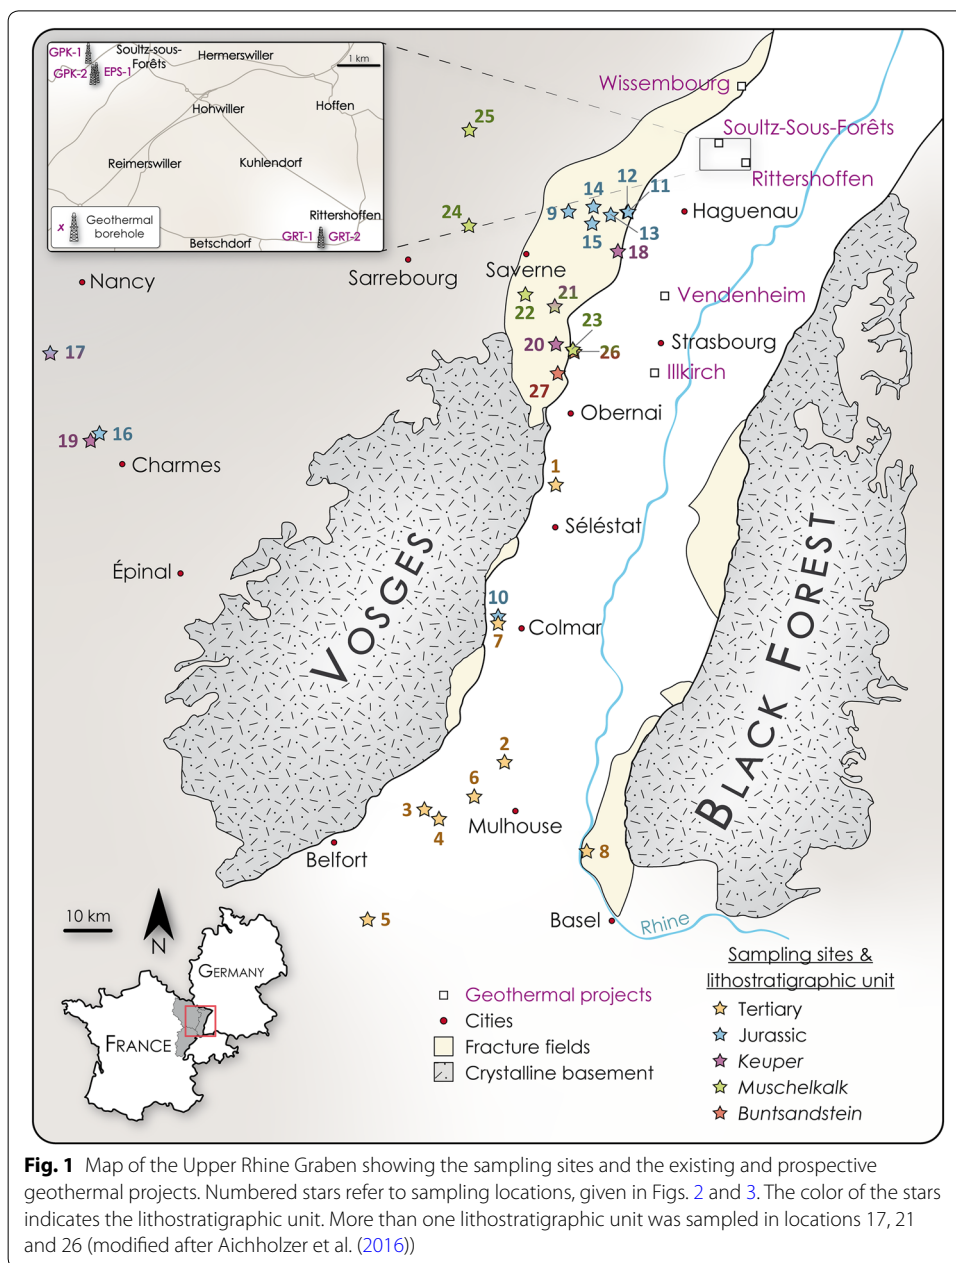 GPK-1
Soultz-sous-
Forêts
Hermerswiller
1 km
GPK-2
EPS-1
Hohwiller
Hoffen
Reimerswiller
Kuhlendorf
x
Geothermal
borehole
Rittershoffen
Betschdorf
GRT-1
GRT-2
Wissembourg
25
Soultz-Sous-Forêts
Rittershoffen
12
14
11
9
24
Haguenau
13
15
18
Saverne
Sarrebourg
Nancy
21
Vendenheim
22
23
17
20
26
Strasbourg
27
Illkirch
Obernai
19
16
Charmes
1
Séléstat
Épinal
VOSGES
BLACK FOREST
10
Colmar
7
2
6
3
4
Mulhouse
Belfort
8
5
Basel
Rhine
10 km
N
GERMANY
FRANCE
Geothermal projects
Cities
Fracture fields
Crystalline basement
Sampling sites &
lithostratigraphic unit
Tertiary
Jurassic
Keuper
Muschelkalk
Buntsandstein
Fig. 1 Map of the Upper Rhine Graben showing the sampling sites and the existing and prospective
geothermal projects. Numbered stars refer to sampling locations, given in Figs. 2 and 3. The color of the stars
indicates the lithostratigraphic unit. More than one lithostratigraphic unit was sampled in locations 17, 21
and 26 (modified after Aichholzer et al. (2016))